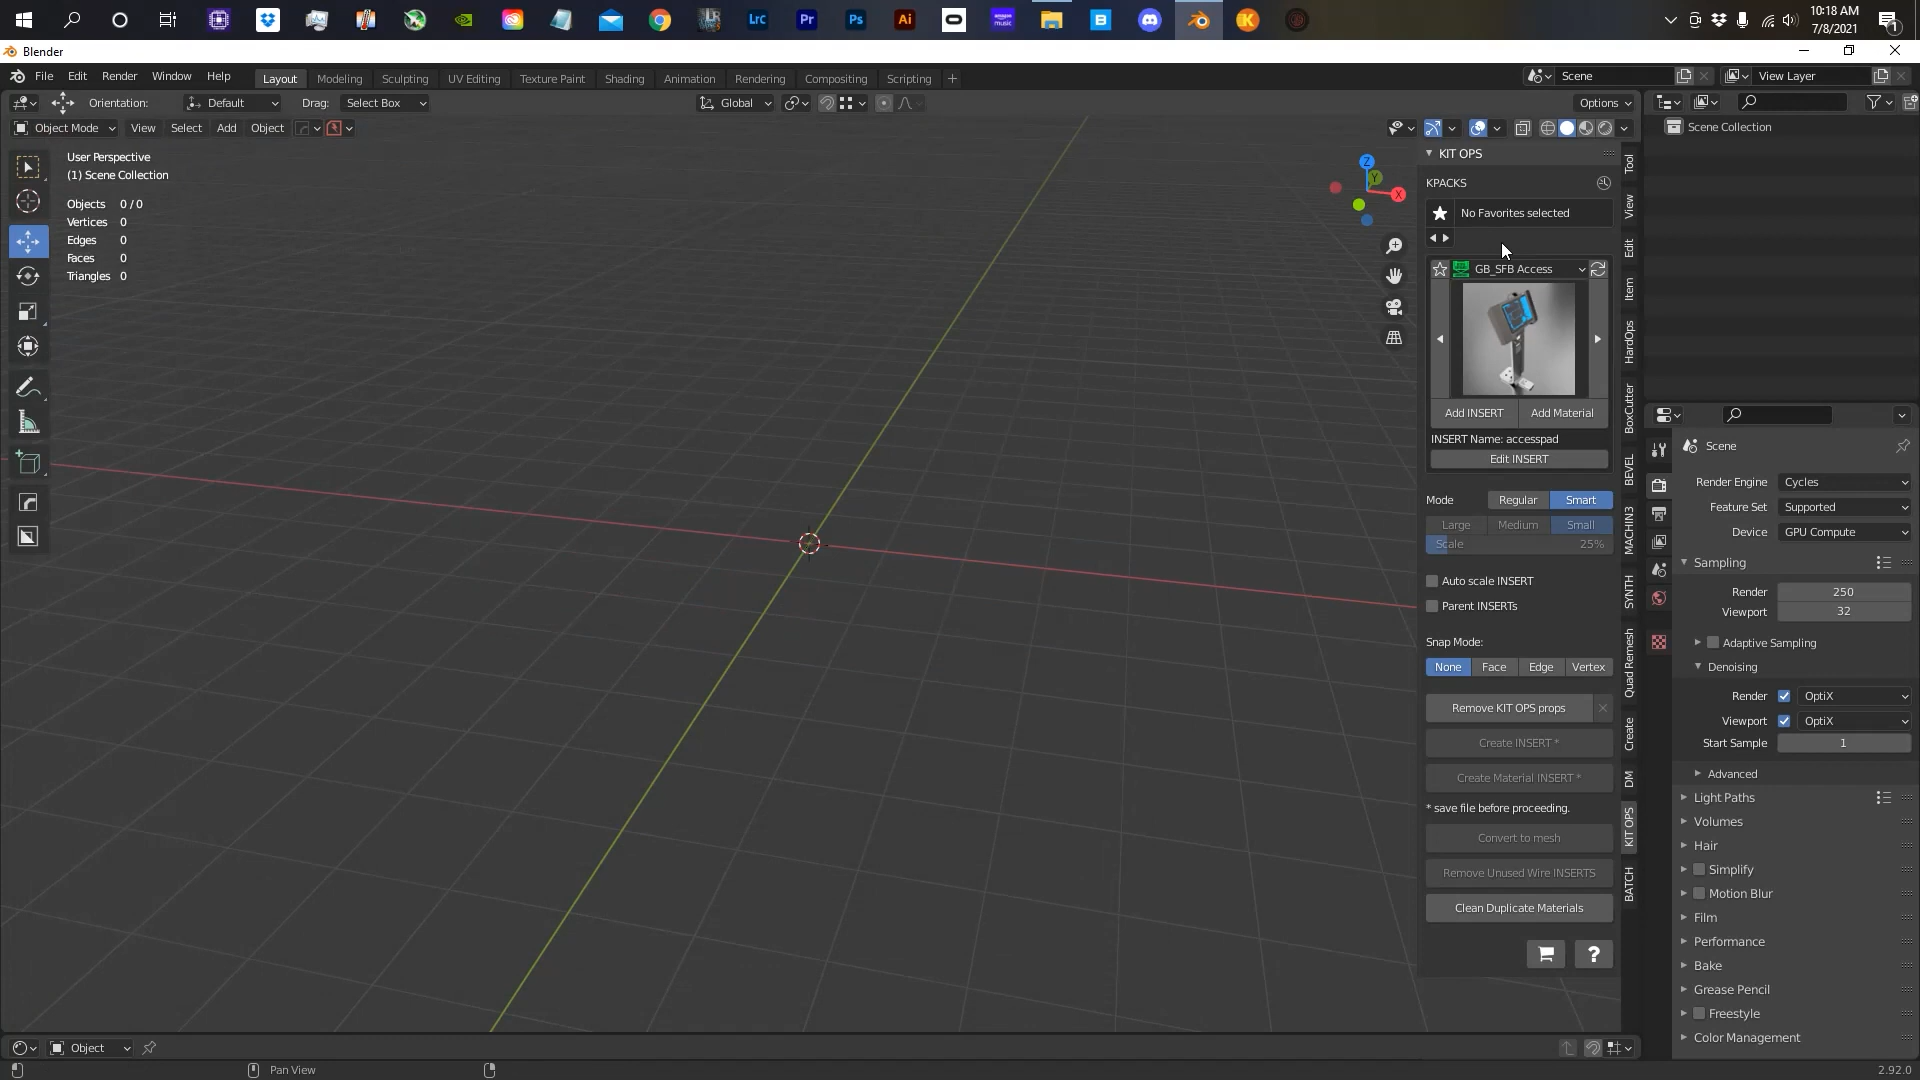 10:18 AM
7/8/2021
Blender
File Edit Render Window Help
Layout Modeling Sculpting UV Editing Texture Paint Shading Animation Rendering Compositing Scripting +
Scene
View Layer
Orientation: Default Drag: Select Box
Global
Options
Object Mode View Select Add Object
User Perspective
(1) Scene Collection
Objects 0 / 0
Vertices 0
Edges 0
Faces 0
Triangles 0
Z
Y
X
KIT OPS
KPACKS
No Favorites selected
GB_SFB Access
Add INSERT Add Material
INSERT Name: accesspad
Edit INSERT
Mode Regular Smart
Large Medium Small
Scale 25%
Auto scale INSERT
Parent INSERTs
Snap Mode:
None Face Edge Vertex
Remove KIT OPS props
Create INSERT *
Create Material INSERT *
* save file before proceeding.
Convert to mesh
Remove Unused Wire INSERTS
Clean Duplicate Materials
?
Tool
View
Edit
Item
HardOps
BoxCutter
BEVEL
MACHIN3
SYNTH
Quad Remesh
Create
DM
KIT OPS
BATCH
Scene Collection
Scene
Render Engine Cycles
Feature Set Supported
Device GPU Compute
Sampling
Render 250
Viewport 32
Adaptive Sampling
Denoising
Render OptiX
Viewport OptiX
Start Sample 1
Advanced
Light Paths
Volumes
Hair
Simplify
Motion Blur
Film
Performance
Bake
Grease Pencil
Freestyle
Color Management
Object
Pan View
2.92.0
LrC
Pr
Ps
Ai
amazon music
B
K
1